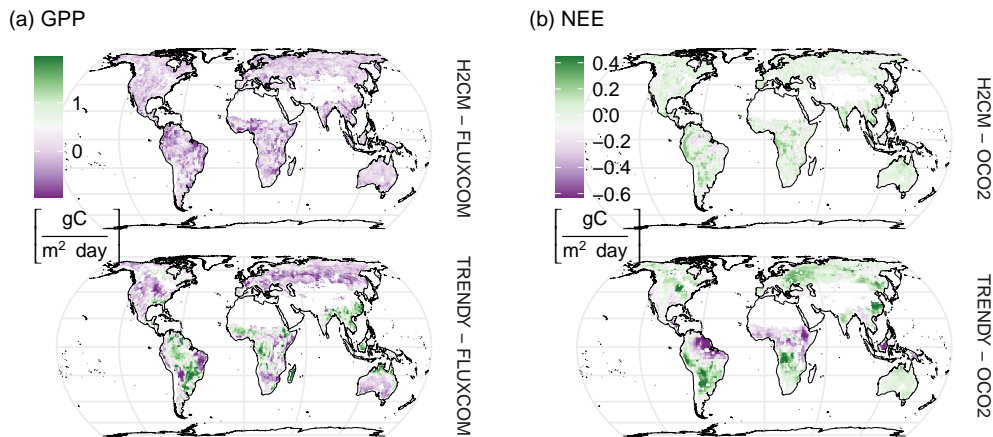 (a) GPP
1
0
gC
m² day
H2CM – FLUXCOM
TRENDY – FLUXCOM
(b) NEE
0.4
0.2
0.0
−0.2
−0.4
−0.6
gC
m² day
H2CM – OCO2
TRENDY – OCO2